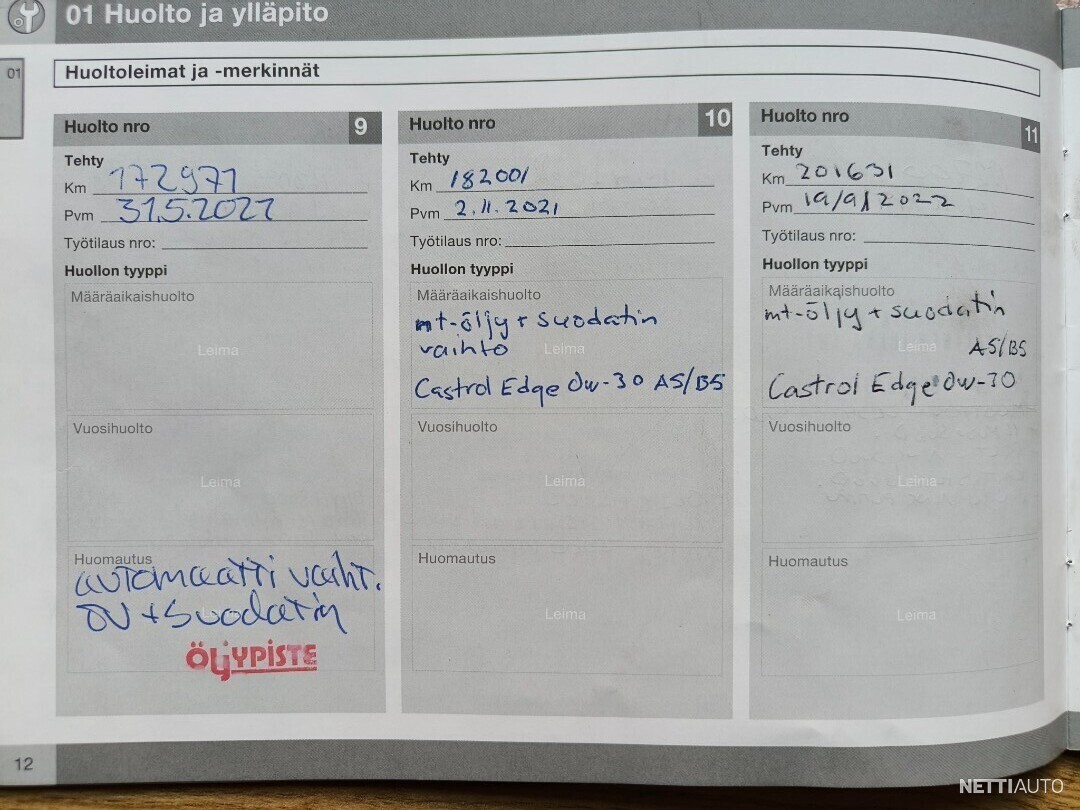 01 Huolto ja ylläpito
01
Huoltoleimat ja -merkinnät
Huolto nro 9
Tehty
Km 172971
Pvm 31.5.2021
Työtilaus nro:
Huollon tyyppi
Määräaikaishuolto
Leima
Vuosihuolto
Leima
Huomautus
automaatti vaiht.
ÖV + Suodatin
Leima
ÖLJYPISTE
Huolto nro 10
Tehty
Km 182001
Pvm 2.11.2021
Työtilaus nro:
Huollon tyyppi
Määräaikaishuolto
mt-öljy + suodatin
vaihto
Leima
Castrol Edge 0w-30 A5/B5
Vuosihuolto
Leima
Huomautus
Leima
Huolto nro 11
Tehty
Km 201631
Pvm 19/9/2022
Työtilaus nro:
Huollon tyyppi
Määräaikaishuolto
mt-öljy + suodatin
Leima
A5/B5
Castrol Edge 0w-30
Vuosihuolto
Leima
Huomautus
Leima
12
NETTIAUTO